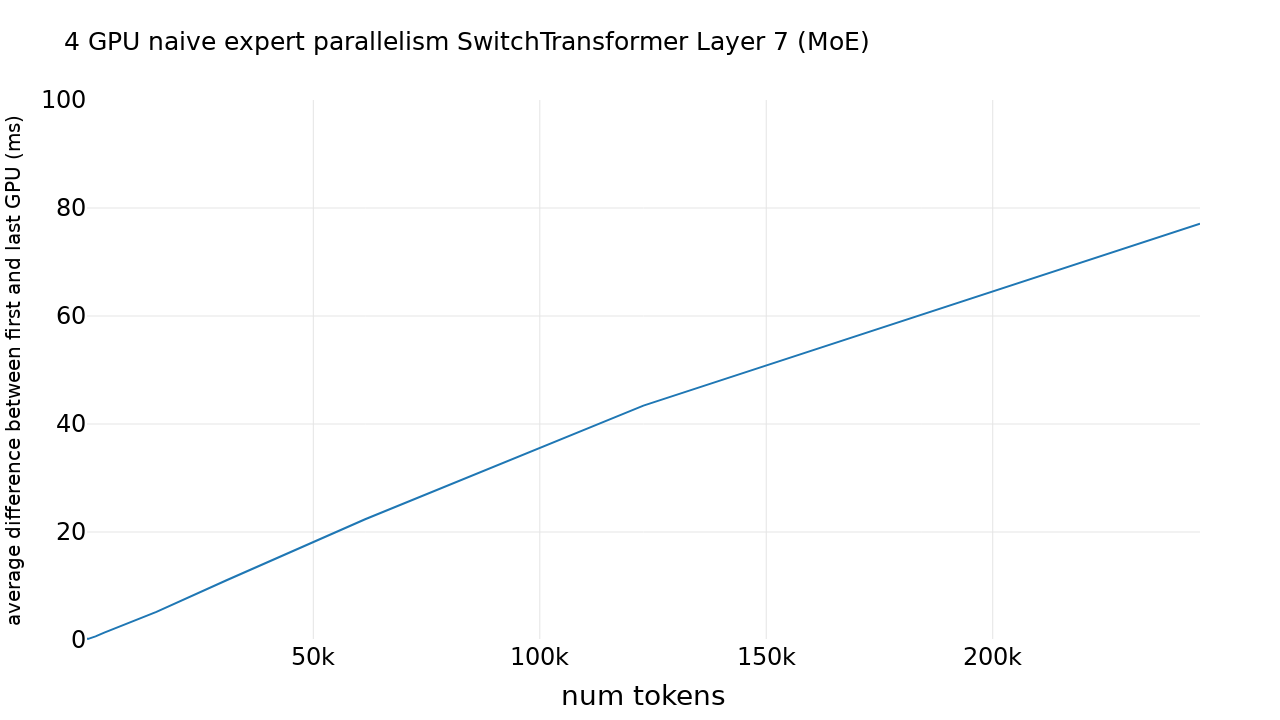 4 GPU naive expert parallelism SwitchTransformer Layer 7 (MoE)
average difference between first and last GPU (ms)
100
80
60
40
20
0
50k
100k
150k
200k
num tokens